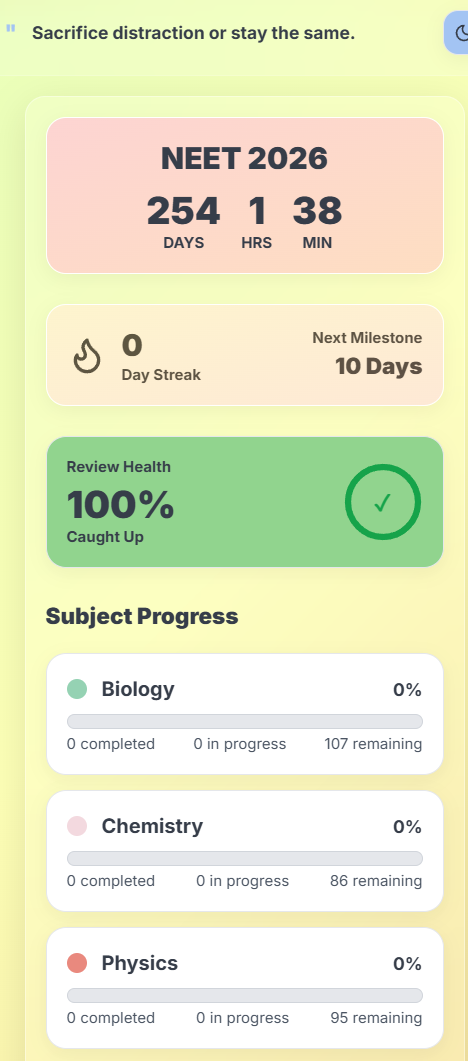 " Sacrifice distraction or stay the same.
NEET 2026
254 1 38
DAYS HRS MIN
0
Day Streak
Next Milestone
10 Days
Review Health
100%
Caught Up
✓
Subject Progress
Biology 0%
0 completed 0 in progress 107 remaining
Chemistry 0%
0 completed 0 in progress 86 remaining
Physics 0%
0 completed 0 in progress 95 remaining